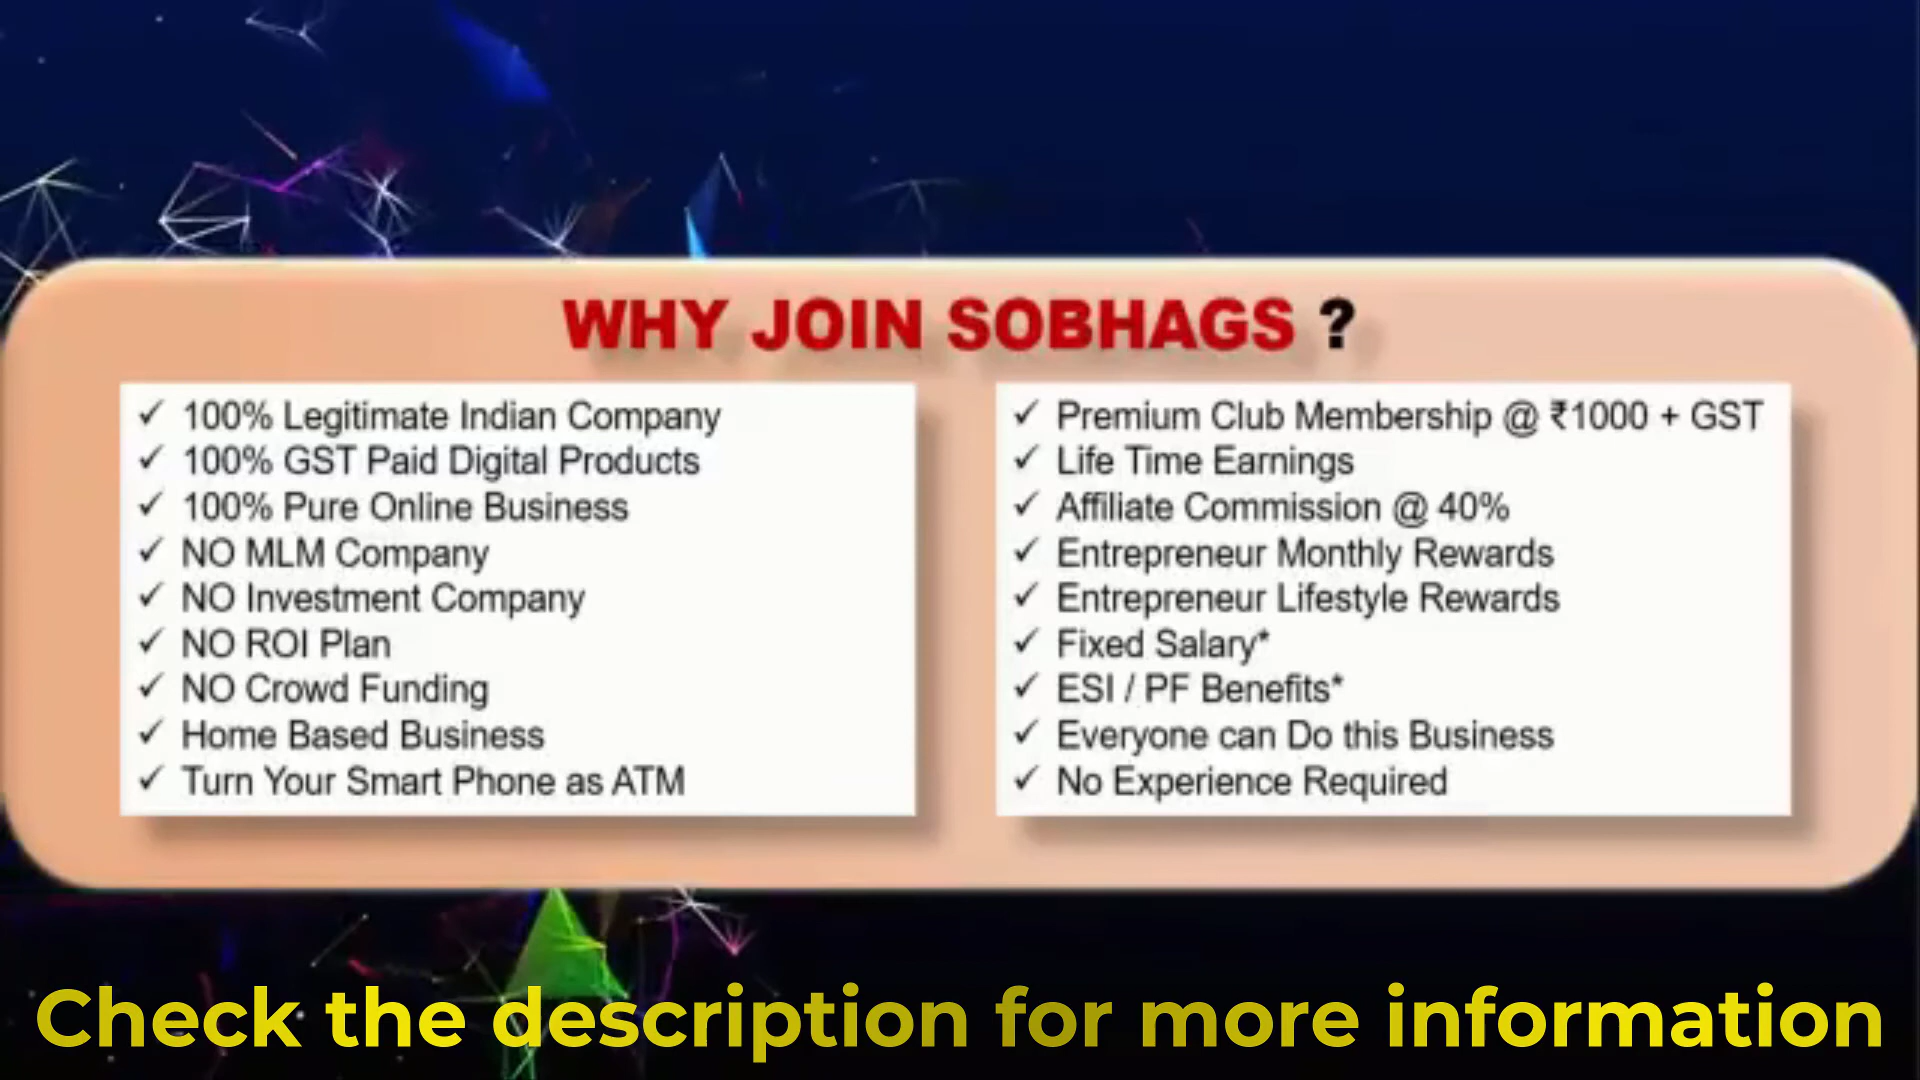 WHY JOIN SOBHAGS ?
✓ 100% Legitimate Indian Company
✓ 100% GST Paid Digital Products
✓ 100% Pure Online Business
✓ NO MLM Company
✓ NO Investment Company
✓ NO ROI Plan
✓ NO Crowd Funding
✓ Home Based Business
✓ Turn Your Smart Phone as ATM
✓ Premium Club Membership @ ₹1000 + GST
✓ Life Time Earnings
✓ Affiliate Commission @ 40%
✓ Entrepreneur Monthly Rewards
✓ Entrepreneur Lifestyle Rewards
✓ Fixed Salary*
✓ ESI / PF Benefits*
✓ Everyone can Do this Business
✓ No Experience Required
Check the description for more information